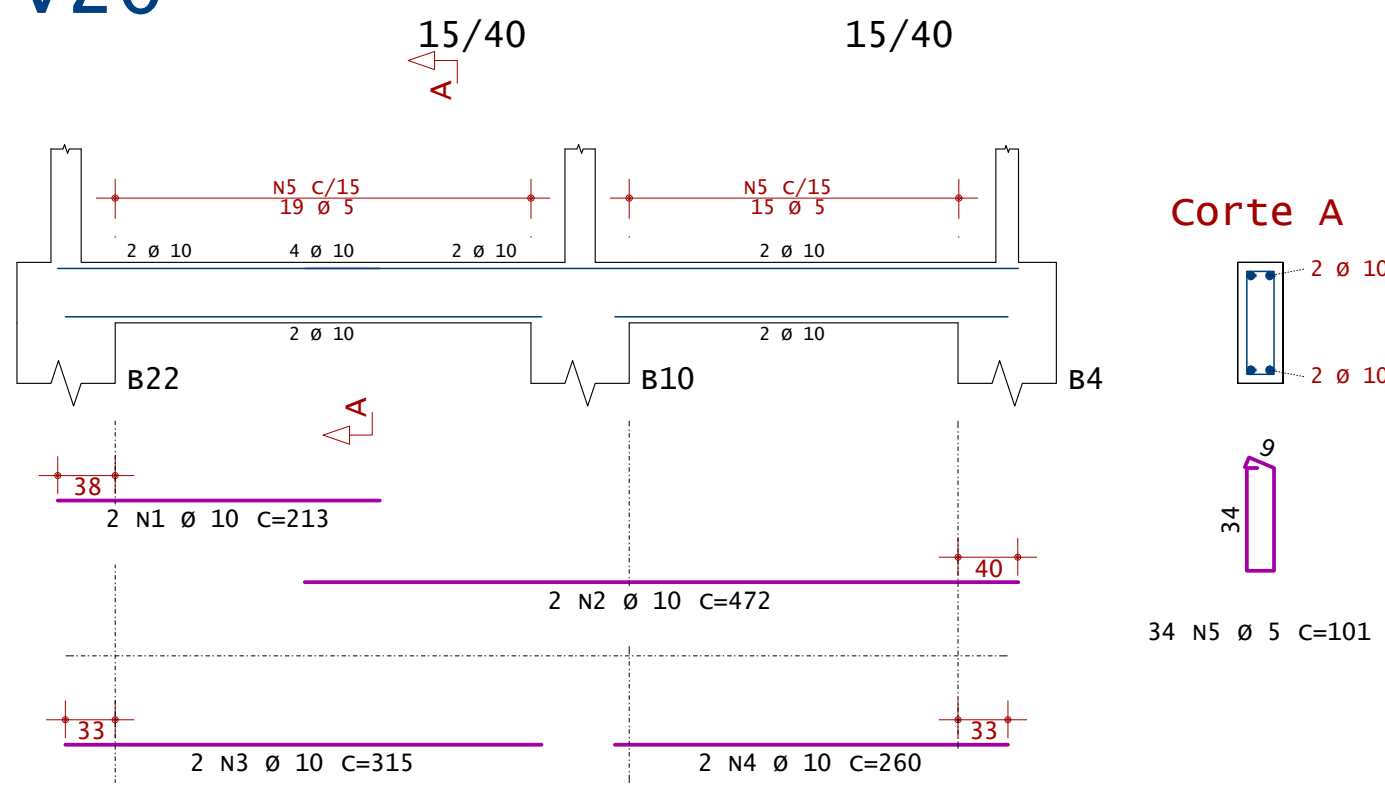 15/40 15/40
A
N5 C/15 N5 C/15
19 Ø 5 15 Ø 5
Corte A
2 Ø 10 4 Ø 10 2 Ø 10 2 Ø 10
2 Ø 10
2 Ø 10 2 Ø 10
B22 B10 B4 2 Ø 10
A
9
38
34
2 N1 Ø 10 C=213
40
2 N2 Ø 10 C=472
34 N5 Ø 5 C=101
33 33
2 N3 Ø 10 C=315 2 N4 Ø 10 C=260